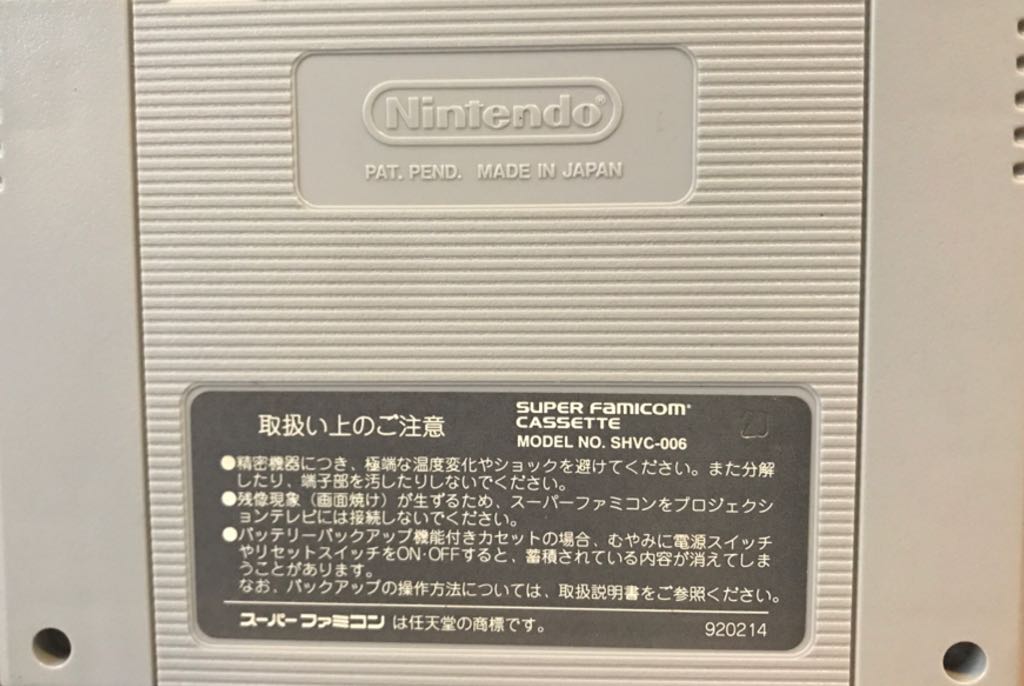 Nintendo®
PAT. PEND. MADE IN JAPAN
取扱い上のご注意
SUPER FAMICOM®
CASSETTE
MODEL NO. SHVC-006
●精密機器につき、極端な温度変化やショックを避けてください。また分解
したり、端子部を汚したりしないでください。
●残像現象（画面焼け）が生ずるため、スーパーファミコンをプロジェクシ
ョンテレビには接続しないでください。
●バッテリーバックアップ機能付きカセットの場合、むやみに電源スイッチ
やリセットスイッチをON・OFFすると、蓄積されている内容が消えてしま
うことがあります。
なお、バックアップの操作方法については、取扱説明書をご参照ください。
スーパーファミコン は任天堂の商標です。
920214